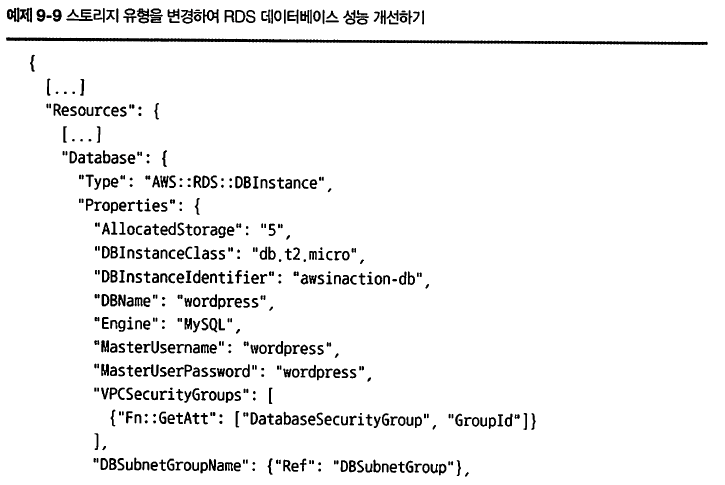 예제 9-9 스토리지 유형을 변경하여 RDS 데이터베이스 성능 개선하기
{
[...]
"Resources": {
[...]
"Database": {
"Type": "AWS::RDS::DBInstance",
"Properties": {
"AllocatedStorage": "5",
"DBInstanceClass": "db.t2.micro",
"DBInstanceIdentifier": "awsinaction-db",
"DBName": "wordpress",
"Engine": "MySQL",
"MasterUsername": "wordpress",
"MasterUserPassword": "wordpress",
"VPCSecurityGroups": [
{"Fn::GetAtt": ["DatabaseSecurityGroup", "GroupId"]}
],
"DBSubnetGroupName": {"Ref": "DBSubnetGroup"},